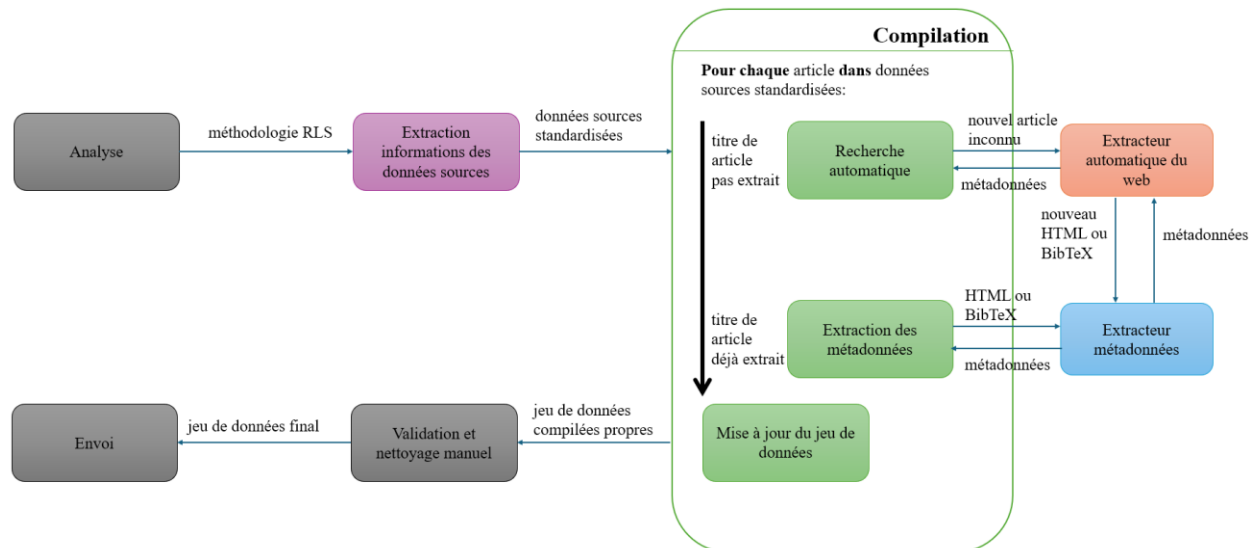 Compilation
Pour chaque article dans données
sources standardisées:
Analyse
méthodologie RLS
Extraction
informations des
données sources
données sources
standardisées
titre de
article
pas extrait
Recherche
automatique
nouvel article
inconnu
métadonnées
Extracteur
automatique du
web
nouveau
HTML ou
BibTeX
métadonnées
titre de
article
déjà extrait
Extraction des
métadonnées
HTML ou
BibTeX
métadonnées
Extracteur
métadonnées
Envoi
jeu de données final
Validation et
nettoyage manuel
jeu de données
compilées propres
Mise à jour du jeu de
données